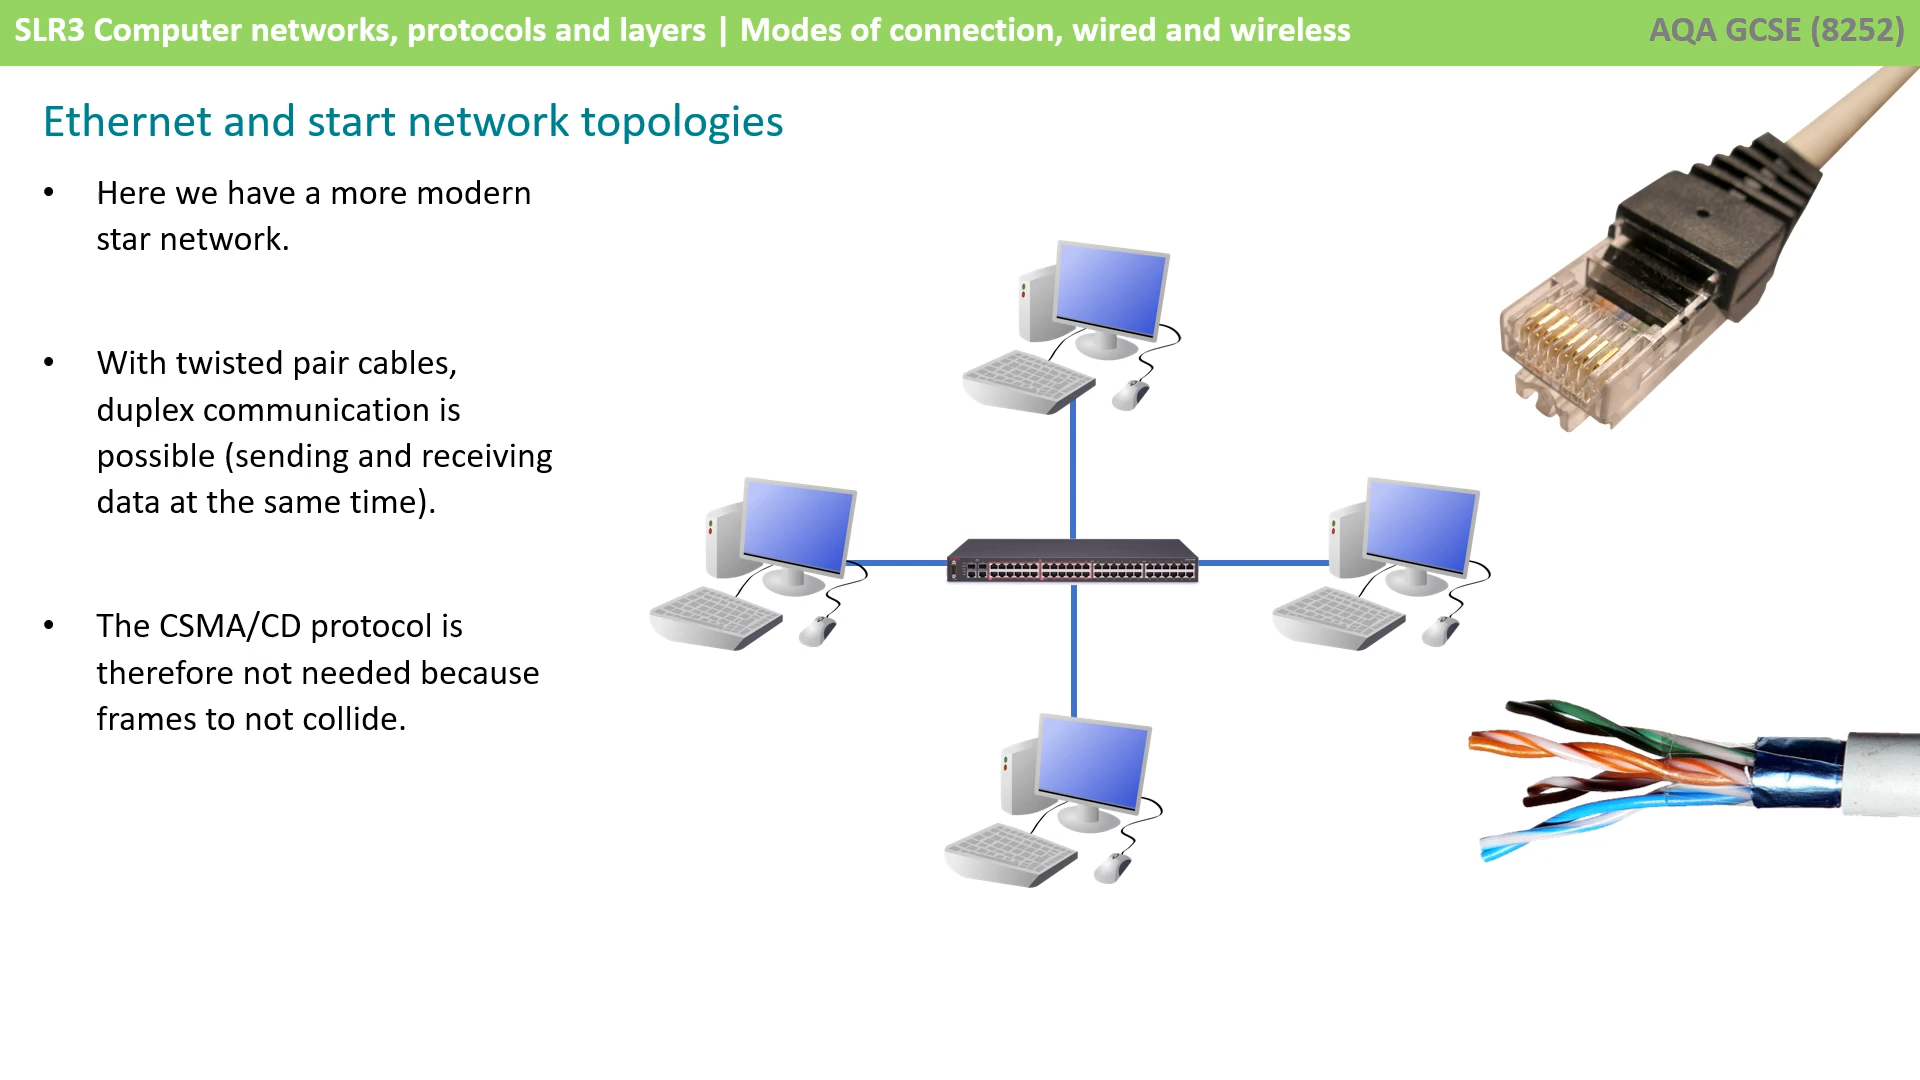 SLR3 Computer networks, protocols and layers | Modes of connection, wired and wireless
AQA GCSE (8252)
Ethernet and start network topologies
• Here we have a more modern
star network.
• With twisted pair cables,
duplex communication is
possible (sending and receiving
data at the same time).
• The CSMA/CD protocol is
therefore not needed because
frames to not collide.